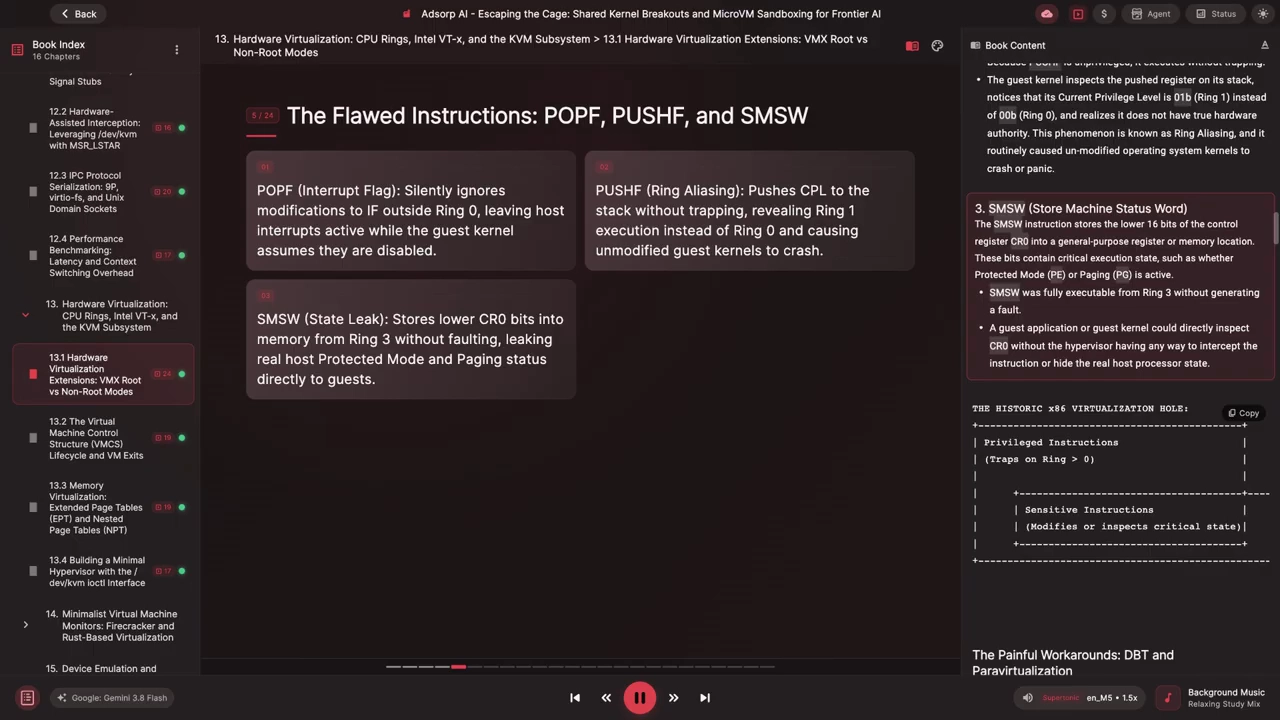 Back
Adsorp AI - Escaping the Cage: Shared Kernel Breakouts and MicroVM Sandboxing for Frontier AI
$
Agent
Status
Book Index
16 Chapters
Signal Stubs
12.2 Hardware-
Assisted Interception:
Leveraging /dev/kvm
with MSR_LSTAR
16
12.3 IPC Protocol
Serialization: 9P,
virtio-fs, and Unix
Domain Sockets
20
12.4 Performance
Benchmarking:
Latency and Context
Switching Overhead
17
13. Hardware Virtualization:
CPU Rings, Intel VT-x, and
the KVM Subsystem
13.1 Hardware
Virtualization
Extensions: VMX Root
vs Non-Root Modes
24
13.2 The Virtual
Machine Control
Structure (VMCS)
Lifecycle and VM Exits
19
13.3 Memory
Virtualization:
Extended Page Tables
(EPT) and Nested
Page Tables (NPT)
19
13.4 Building a Minimal
Hypervisor with the /
dev/kvm ioctl Interface
17
14. Minimalist Virtual Machine
Monitors: Firecracker and
Rust-Based Virtualization
15. Device Emulation and
Google: Gemini 3.8 Flash
13. Hardware Virtualization: CPU Rings, Intel VT-x, and the KVM Subsystem > 13.1 Hardware Virtualization Extensions: VMX Root vs
Non-Root Modes
5 / 24
The Flawed Instructions: POPF, PUSHF, and SMSW
01
POPF (Interrupt Flag): Silently ignores
modifications to IF outside Ring 0, leaving host
interrupts active while the guest kernel
assumes they are disabled.
02
PUSHF (Ring Aliasing): Pushes CPL to the
stack without trapping, revealing Ring 1
execution instead of Ring 0 and causing
unmodified guest kernels to crash.
03
SMSW (State Leak): Stores lower CR0 bits into
memory from Ring 3 without faulting, leaking
real host Protected Mode and Paging status
directly to guests.
Book Content
Because PUSHF is unprivileged, it executes without trapping.
• The guest kernel inspects the pushed register on its stack,
notices that its Current Privilege Level is 01b (Ring 1) instead
of 00b (Ring 0), and realizes it does not have true hardware
authority. This phenomenon is known as Ring Aliasing, and it
routinely caused un-modified operating system kernels to
crash or panic.
3. SMSW (Store Machine Status Word)
The SMSW instruction stores the lower 16 bits of the control
register CR0 into a general-purpose register or memory location.
These bits contain critical execution state, such as whether
Protected Mode (PE) or Paging (PG) is active.
• SMSW was fully executable from Ring 3 without generating
a fault.
• A guest application or guest kernel could directly inspect
CR0 without the hypervisor having any way to intercept the
instruction or hide the real host processor state.
THE HISTORIC x86 VIRTUALIZATION HOLE:
Copy
+--------------------------------------------+
| Privileged Instructions                    |
| (Traps on Ring > 0)                        |
|                                            |
|     +----------------------------------+----
|     | Sensitive Instructions             |
|     | (Modifies or inspects critical state)|
|     +----------------------------------+
+---------------------------------------------
The Painful Workarounds: DBT and
Paravirtualization
Supertonic
en_M5 • 1.5x
Background Music
Relaxing Study Mix